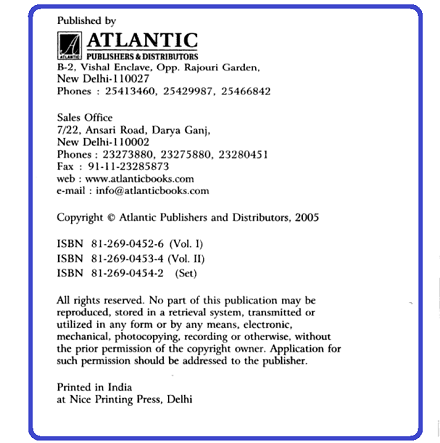 Published by
ATLANTIC
PUBLISHERS & DISTRIBUTORS
B-2, Vishal Enclave, Opp. Rajouri Garden,
New Delhi-110027
Phones : 25413460, 25429987, 25466842
Sales Office
7/22, Ansari Road, Darya Ganj,
New Delhi-110002
Phones : 23273880, 23275880, 23280451
Fax : 91-11-23285873
web : www.atlanticbooks.com
e-mail : info@atlanticbooks.com
Copyright © Atlantic Publishers and Distributors, 2005
ISBN 81-269-0452-6 (Vol. I)
ISBN 81-269-0453-4 (Vol. II)
ISBN 81-269-0454-2 (Set)
All rights reserved. No part of this publication may be
reproduced, stored in a retrieval system, transmitted or
utilized in any form or by any means, electronic,
mechanical, photocopying, recording or otherwise, without
the prior permission of the copyright owner. Application for
such permission should be addressed to the publisher.
Printed in India
at Nice Printing Press, Delhi